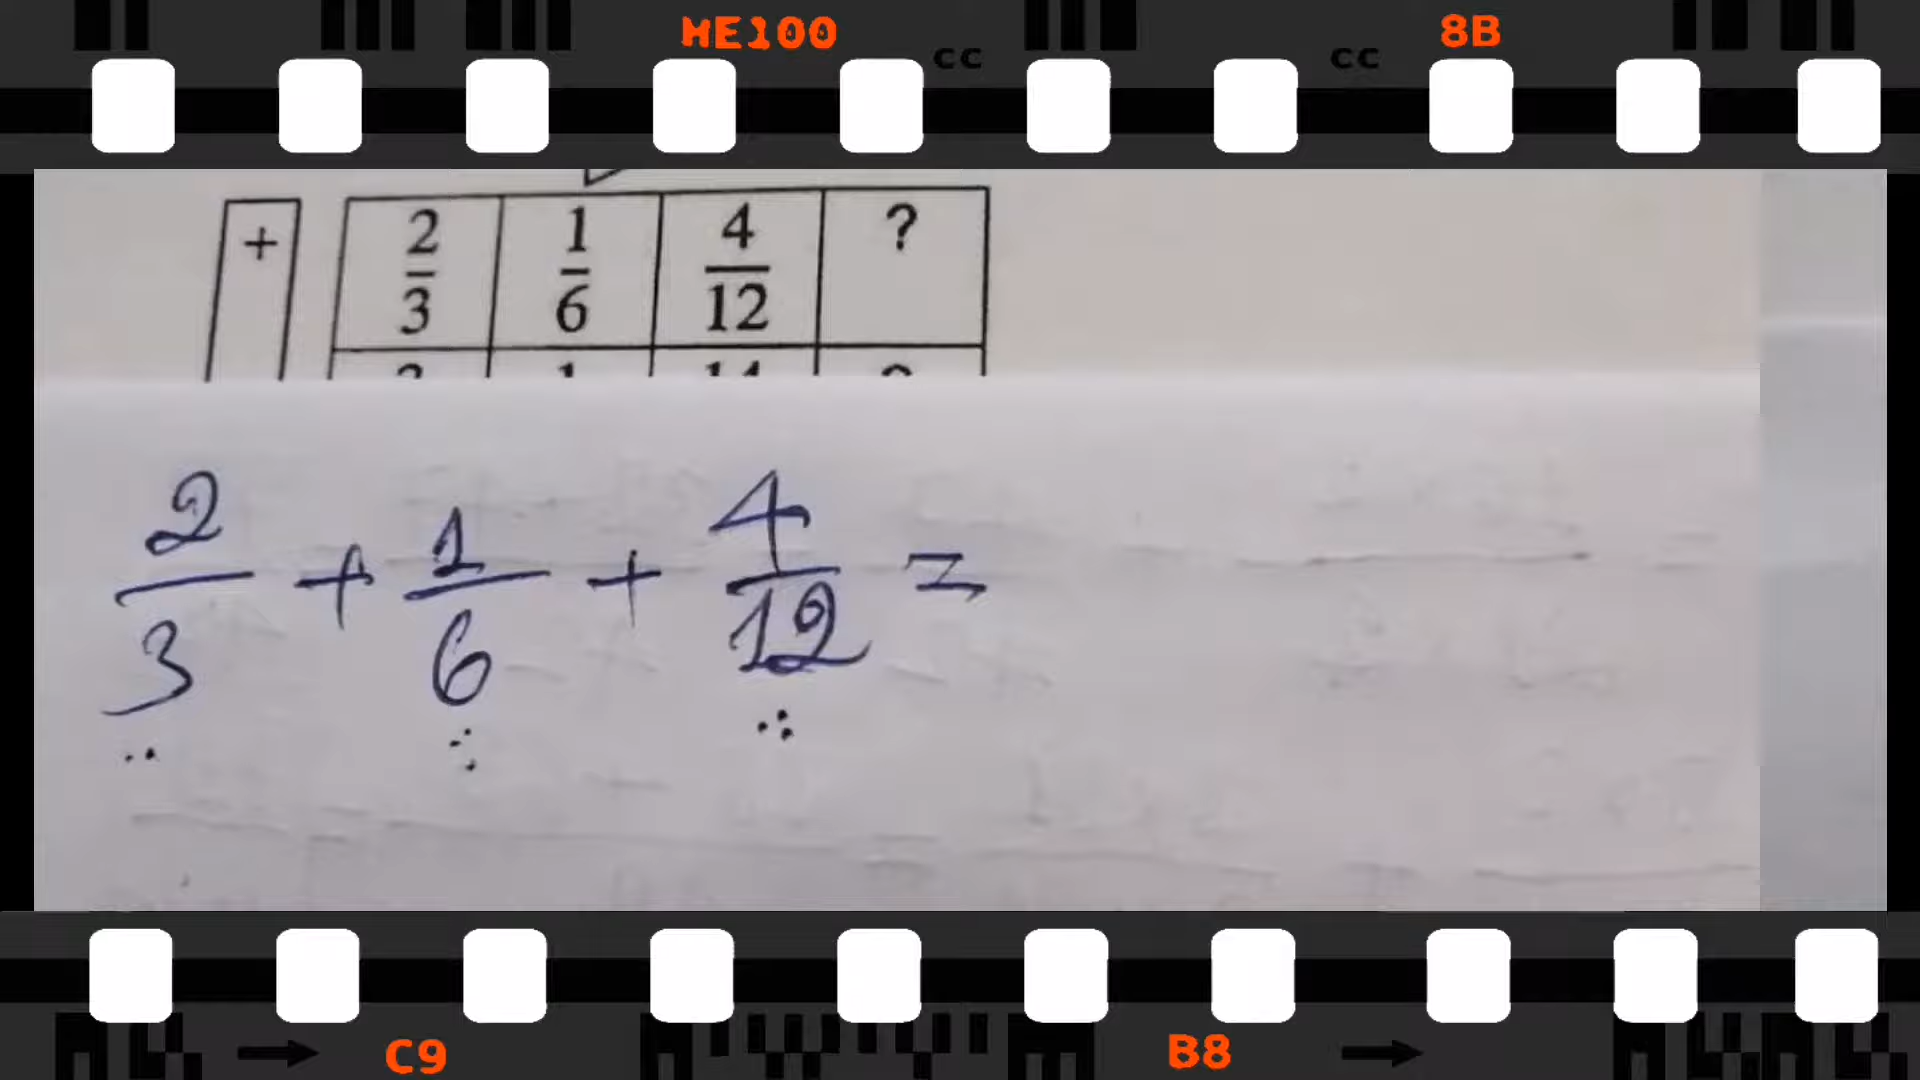 ME100 8B
cc cc
+ 2/3 1/6 4/12 ?
2/3 + 1/6 + 4/12 =
C9 B8